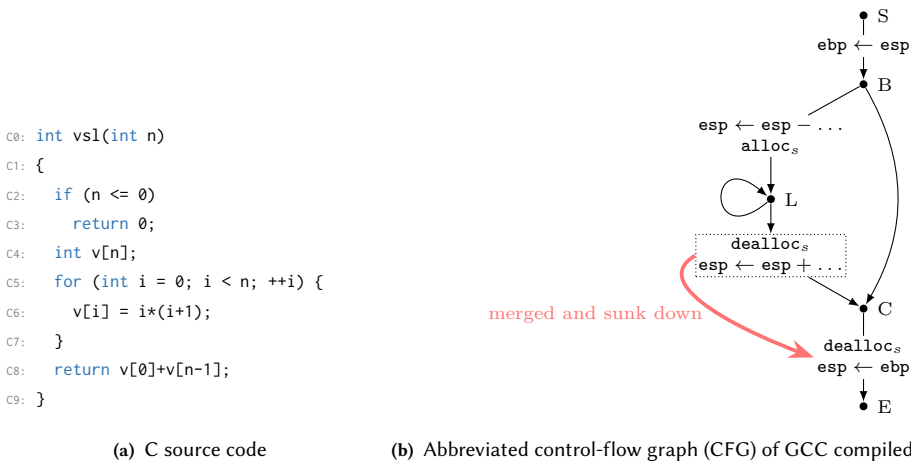 C0: int vsl(int n)
C1: {
C2: if (n <= 0)
C3: return 0;
C4: int v[n];
C5: for (int i = 0; i < n; ++i) {
C6: v[i] = i*(i+1);
C7: }
C8: return v[0]+v[n-1];
C9: }
(a) C source code
S
ebp ← esp
B
esp ← esp − ...
alloc_s
L
dealloc_s
esp ← esp + ...
merged and sunk down
C
dealloc_s
esp ← ebp
E
(b) Abbreviated control-flow graph (CFG) of GCC compiled